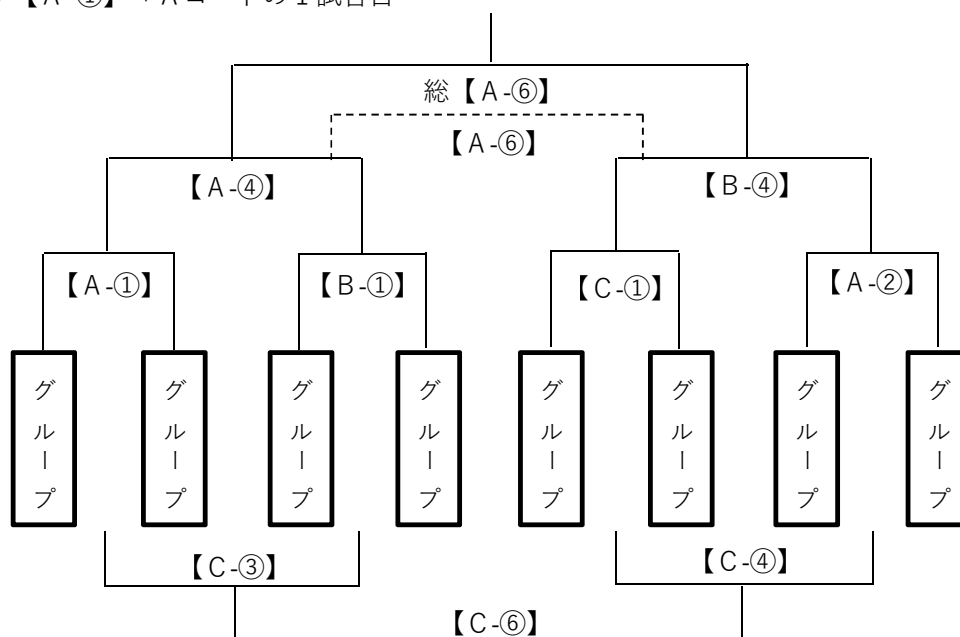 総【A-⑥】
【A-⑥】
【A-④】
【B-④】
【A-①】
【B-①】
【C-①】
【A-②】
グループ
グループ
グループ
グループ
グループ
グループ
グループ
グループ
【C-③】
【C-④】
【C-⑥】